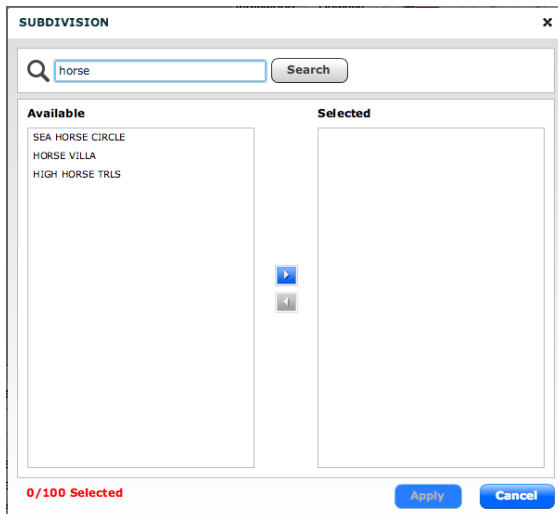 SUBDIVISION
horse
Search
Available
Selected
SEA HORSE CIRCLE
HORSE VILLA
HIGH HORSE TRLS
0/100 Selected
Apply
Cancel